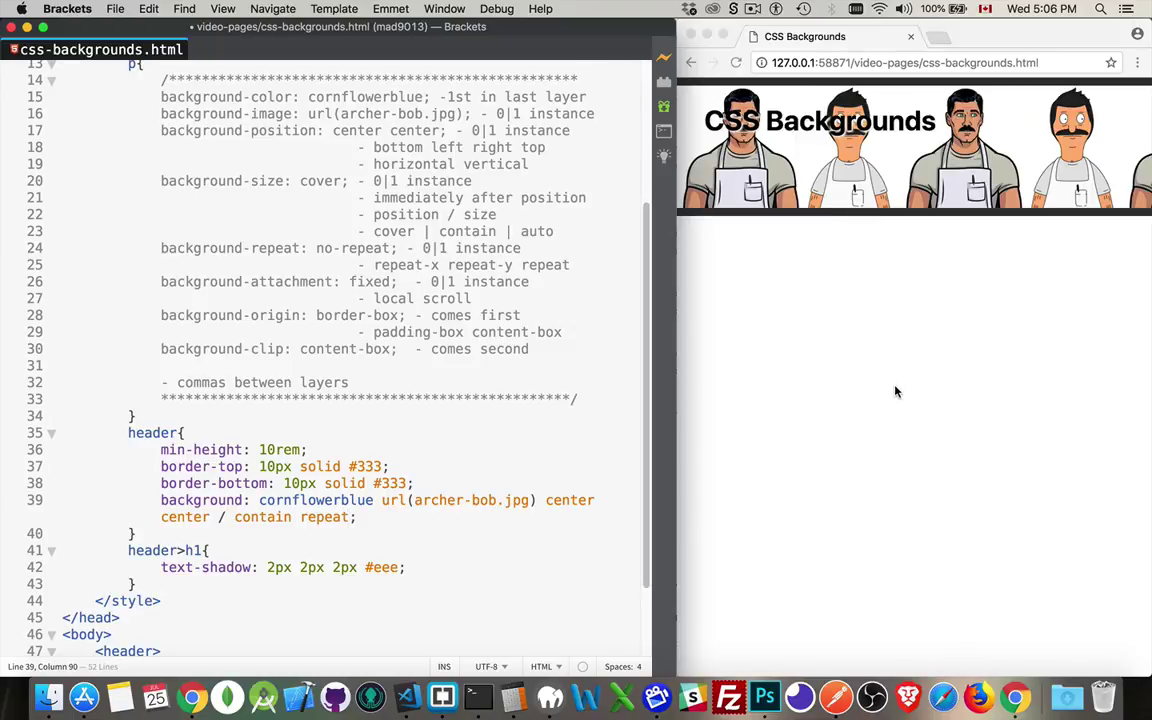 Brackets File Edit Find View Navigate Template Emmet Window Debug Help 100% Wed 5:06 PM
• video-pages/css-backgrounds.html (mad9013) — Brackets
css-backgrounds.html
13 p{
14 /**************************************************
15 background-color: cornflowerblue; -1st in last layer
16 background-image: url(archer-bob.jpg); - 0|1 instance
17 background-position: center center; - 0|1 instance
18 - bottom left right top
19 - horizontal vertical
20 background-size: cover; - 0|1 instance
21 - immediately after position
22 - position / size
23 - cover | contain | auto
24 background-repeat: no-repeat; - 0|1 instance
25 - repeat-x repeat-y repeat
26 background-attachment: fixed; - 0|1 instance
27 - local scroll
28 background-origin: border-box; - comes first
29 - padding-box content-box
30 background-clip: content-box; - comes second
31
32 - commas between layers
33 **************************************************/
34 }
35 header{
36 min-height: 10rem;
37 border-top: 10px solid #333;
38 border-bottom: 10px solid #333;
39 background: cornflowerblue url(archer-bob.jpg) center
center / contain repeat;
40 }
41 header>h1{
42 text-shadow: 2px 2px 2px #eee;
43 }
44 </style>
45 </head>
46 <body>
47 <header>
Line 39, Column 90 — 52 Lines
INS UTF-8 HTML Spaces: 4
CSS Backgrounds
127.0.0.1:58871/video-pages/css-backgrounds.html
CSS Backgrounds
JUL
25